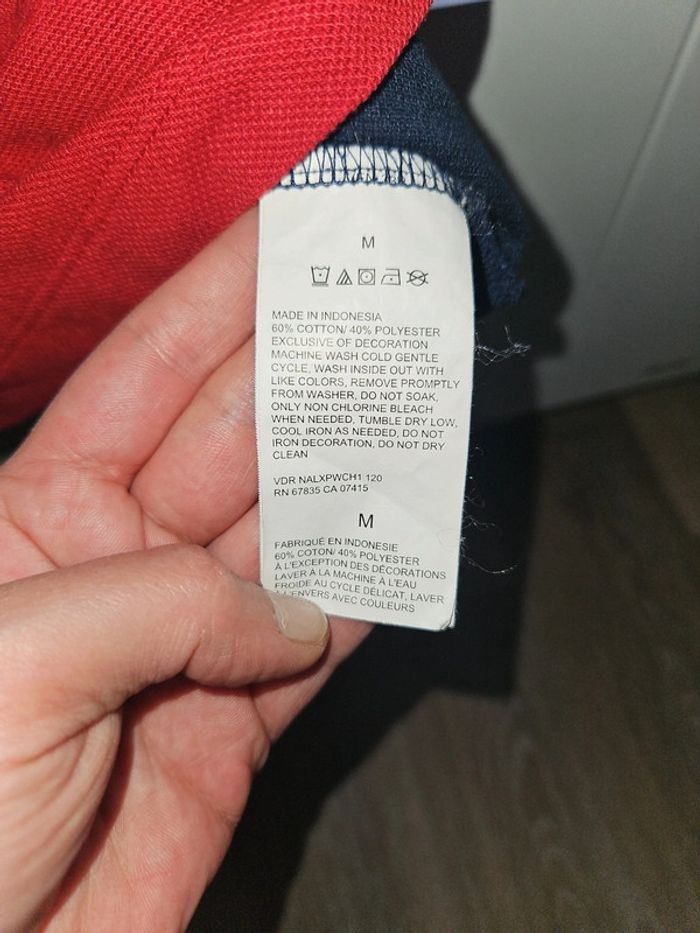 M
MADE IN INDONESIA
60% COTTON/ 40% POLYESTER
EXCLUSIVE OF DECORATION
MACHINE WASH COLD GENTLE
CYCLE, WASH INSIDE OUT WITH
LIKE COLORS, REMOVE PROMPTLY
FROM WASHER, DO NOT SOAK,
ONLY NON CHLORINE BLEACH
WHEN NEEDED, TUMBLE DRY LOW,
COOL IRON AS NEEDED, DO NOT
IRON DECORATION, DO NOT DRY
CLEAN
VDR NALXPWCH1 120
RN 67835 CA 07415
M
FABRIQUÉ EN INDONESIE
60% COTON/ 40% POLYESTER
À L'EXCEPTION DES DÉCORATIONS
LAVER À LA MACHINE À L'EAU
FROIDE AU CYCLE DÉLICAT, LAVER
À L'ENVERS AVEC COULEURS